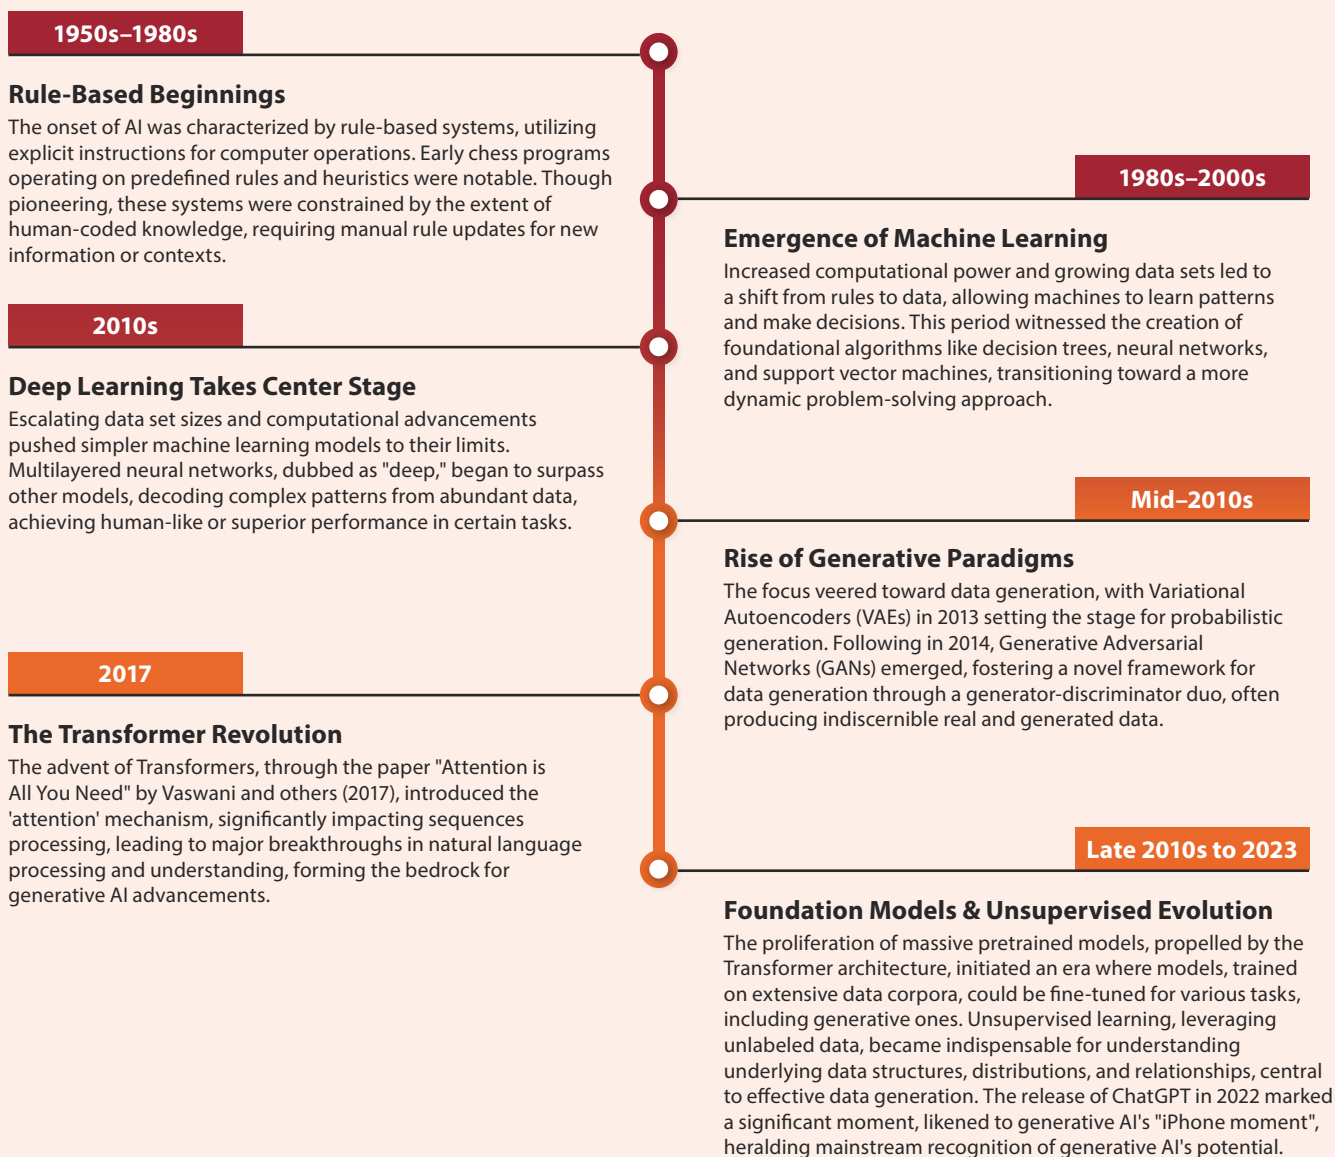 1950s–1980s
Rule-Based Beginnings
The onset of AI was characterized by rule-based systems, utilizing
explicit instructions for computer operations. Early chess programs
operating on predefined rules and heuristics were notable. Though
pioneering, these systems were constrained by the extent of
human-coded knowledge, requiring manual rule updates for new
information or contexts.
1980s–2000s
Emergence of Machine Learning
Increased computational power and growing data sets led to
a shift from rules to data, allowing machines to learn patterns
and make decisions. This period witnessed the creation of
foundational algorithms like decision trees, neural networks,
and support vector machines, transitioning toward a more
dynamic problem-solving approach.
2010s
Deep Learning Takes Center Stage
Escalating data set sizes and computational advancements
pushed simpler machine learning models to their limits.
Multilayered neural networks, dubbed as "deep," began to surpass
other models, decoding complex patterns from abundant data,
achieving human-like or superior performance in certain tasks.
Mid–2010s
Rise of Generative Paradigms
The focus veered toward data generation, with Variational
Autoencoders (VAEs) in 2013 setting the stage for probabilistic
generation. Following in 2014, Generative Adversarial
Networks (GANs) emerged, fostering a novel framework for
data generation through a generator-discriminator duo, often
producing indiscernible real and generated data.
2017
The Transformer Revolution
The advent of Transformers, through the paper "Attention is
All You Need" by Vaswani and others (2017), introduced the
'attention' mechanism, significantly impacting sequences
processing, leading to major breakthroughs in natural language
processing and understanding, forming the bedrock for
generative AI advancements.
Late 2010s to 2023
Foundation Models & Unsupervised Evolution
The proliferation of massive pretrained models, propelled by the
Transformer architecture, initiated an era where models, trained
on extensive data corpora, could be fine-tuned for various tasks,
including generative ones. Unsupervised learning, leveraging
unlabeled data, became indispensable for understanding
underlying data structures, distributions, and relationships, central
to effective data generation. The release of ChatGPT in 2022 marked
a significant moment, likened to generative AI's "iPhone moment",
heralding mainstream recognition of generative AI's potential.